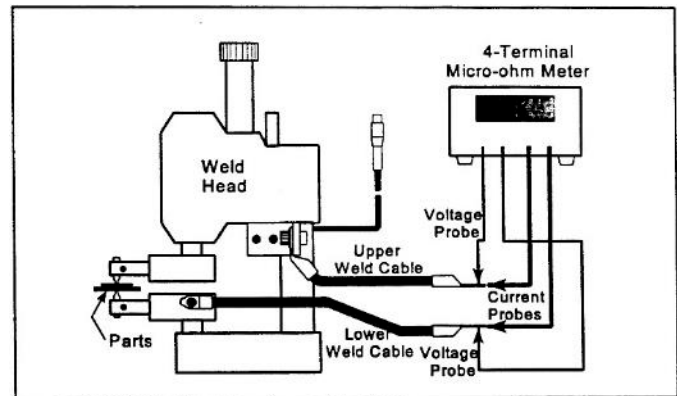 4-Terminal
Micro-ohm Meter
Weld
Head
Voltage
Probe
Upper
Weld Cable
Current
Probes
Parts
Lower
Weld Cable
Voltage
Probe